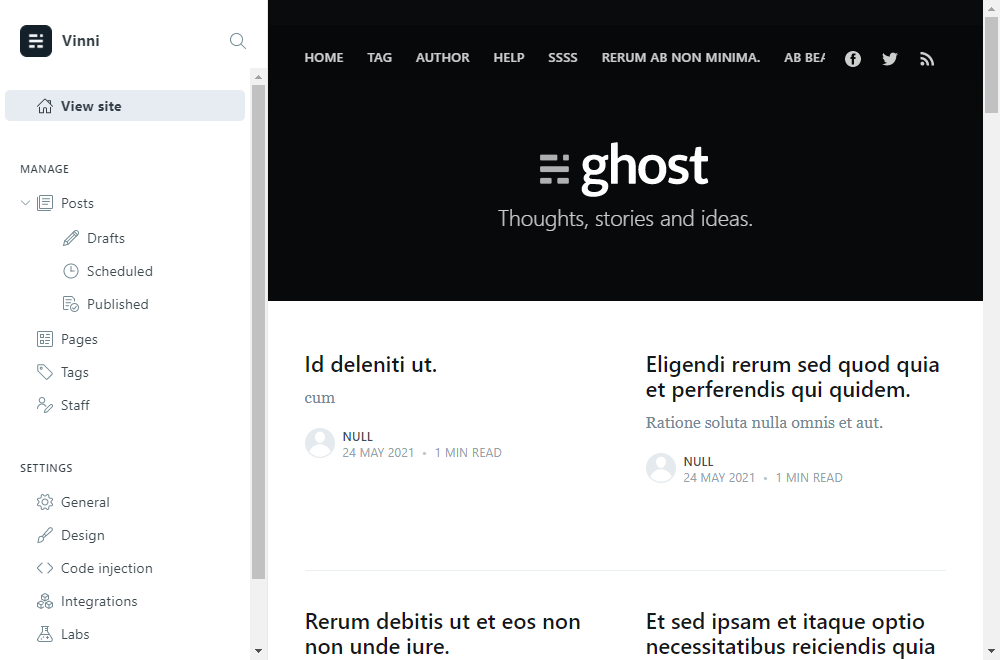 Vinni
View site
MANAGE
Posts
Drafts
Scheduled
Published
Pages
Tags
Staff
SETTINGS
General
Design
Code injection
Integrations
Labs
HOME TAG AUTHOR HELP SSSS RERUM AB NON MINIMA. AB BEA
ghost
Thoughts, stories and ideas.
Id deleniti ut.
cum
NULL
24 MAY 2021 • 1 MIN READ
Eligendi rerum sed quod quia
et perferendis qui quidem.
Ratione soluta nulla omnis et aut.
NULL
24 MAY 2021 • 1 MIN READ
Rerum debitis ut et eos non
non unde iure.
Et sed ipsam et itaque optio
necessitatibus reiciendis quia